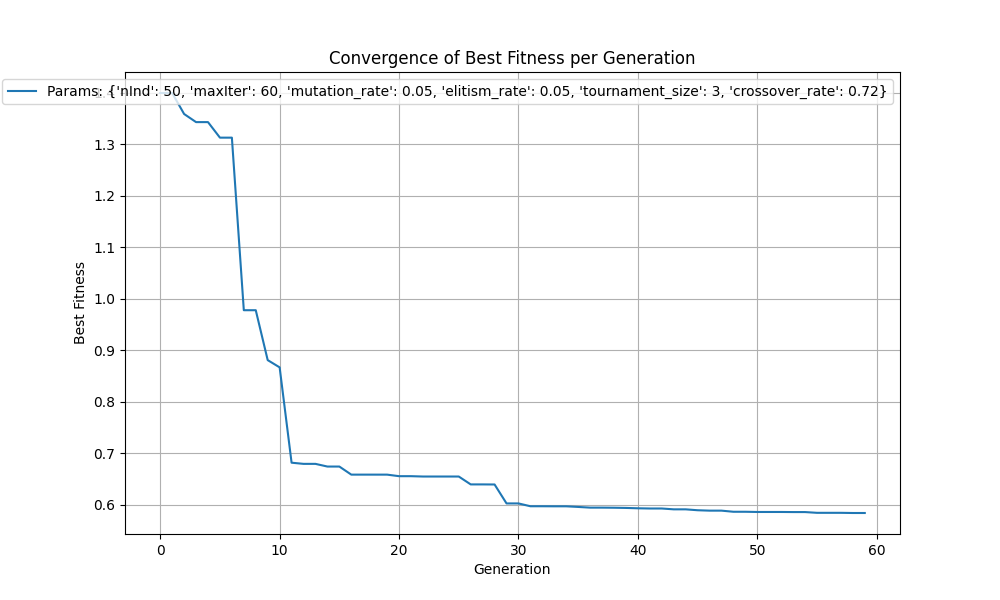 Convergence of Best Fitness per Generation
Params: {'nInd': 50, 'maxIter': 60, 'mutation_rate': 0.05, 'elitism_rate': 0.05, 'tournament_size': 3, 'crossover_rate': 0.72}
1.3
1.2
1.1
1.0
0.9
0.8
0.7
0.6
Best Fitness
0 10 20 30 40 50 60
Generation